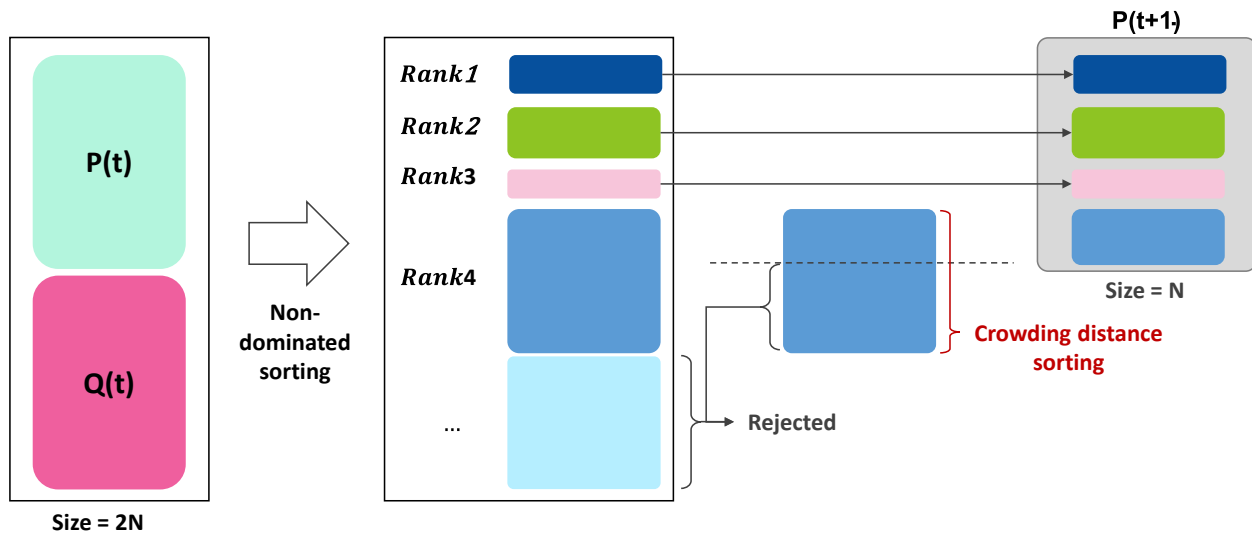 P(t+1)
P(t)
Q(t)
Size = 2N
Non-
dominated
sorting
Rank1
Rank2
Rank3
Rank4
...
Rejected
Crowding distance
sorting
Size = N